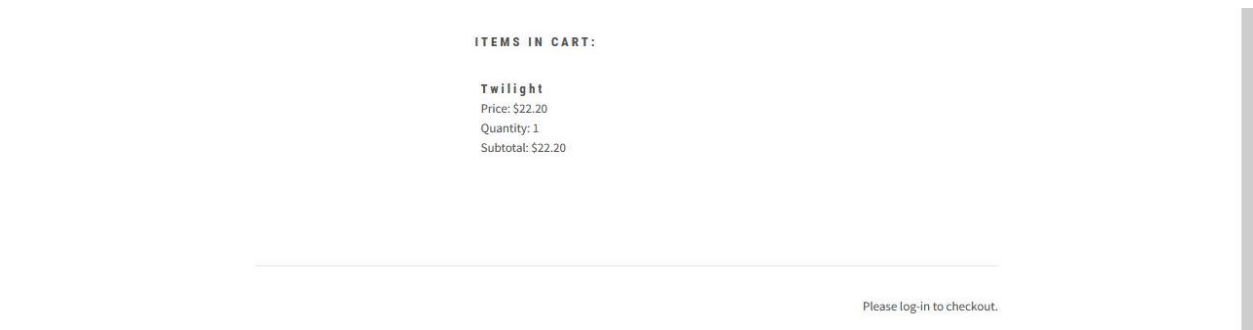 ITEMS IN CART:
Twilight
Price: $22.20
Quantity: 1
Subtotal: $22.20
Please log-in to checkout.